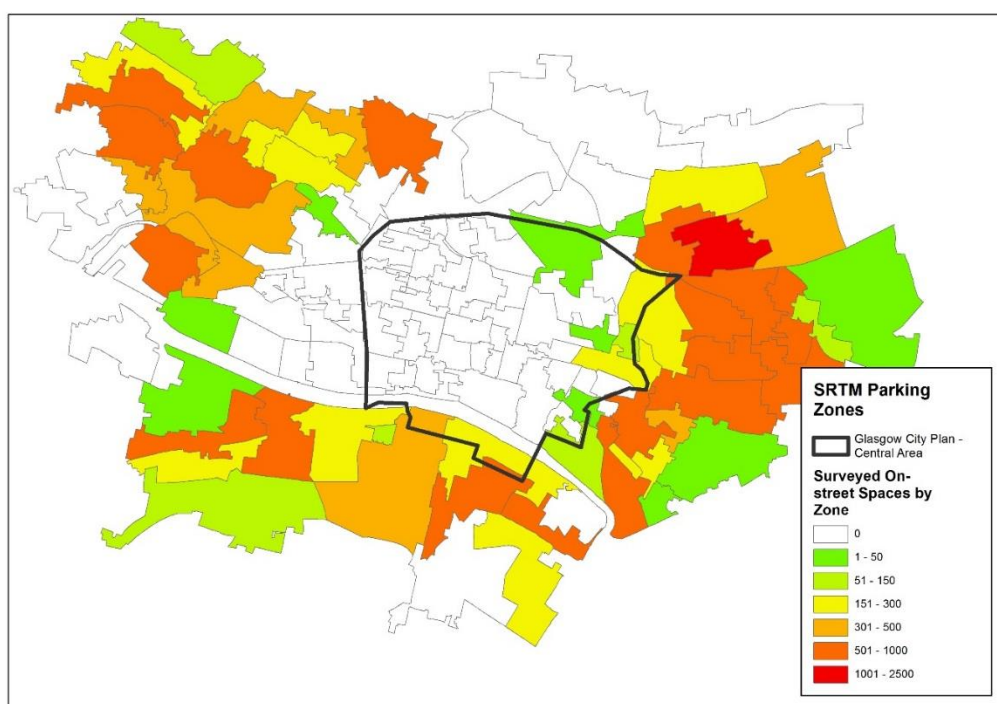 SRTM Parking
Zones
Glasgow City Plan -
Central Area
Surveyed On-
street Spaces by
Zone
0
1 - 50
51 - 150
151 - 300
301 - 500
501 - 1000
1001 - 2500